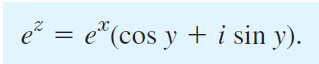 e^z = e^x(cos y + i sin y).